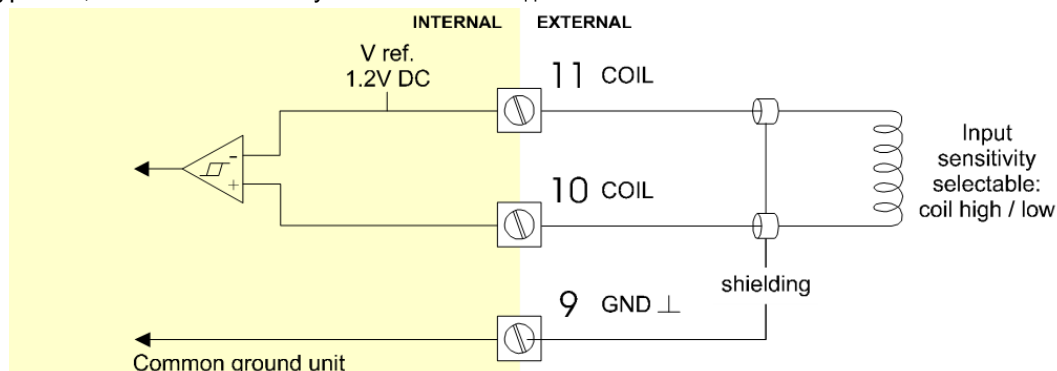 INTERNAL EXTERNAL
V ref.
1.2V DC
11 COIL
Input
sensitivity
selectable:
coil high / low
10 COIL
shielding
9 GND ⊥
Common ground unit